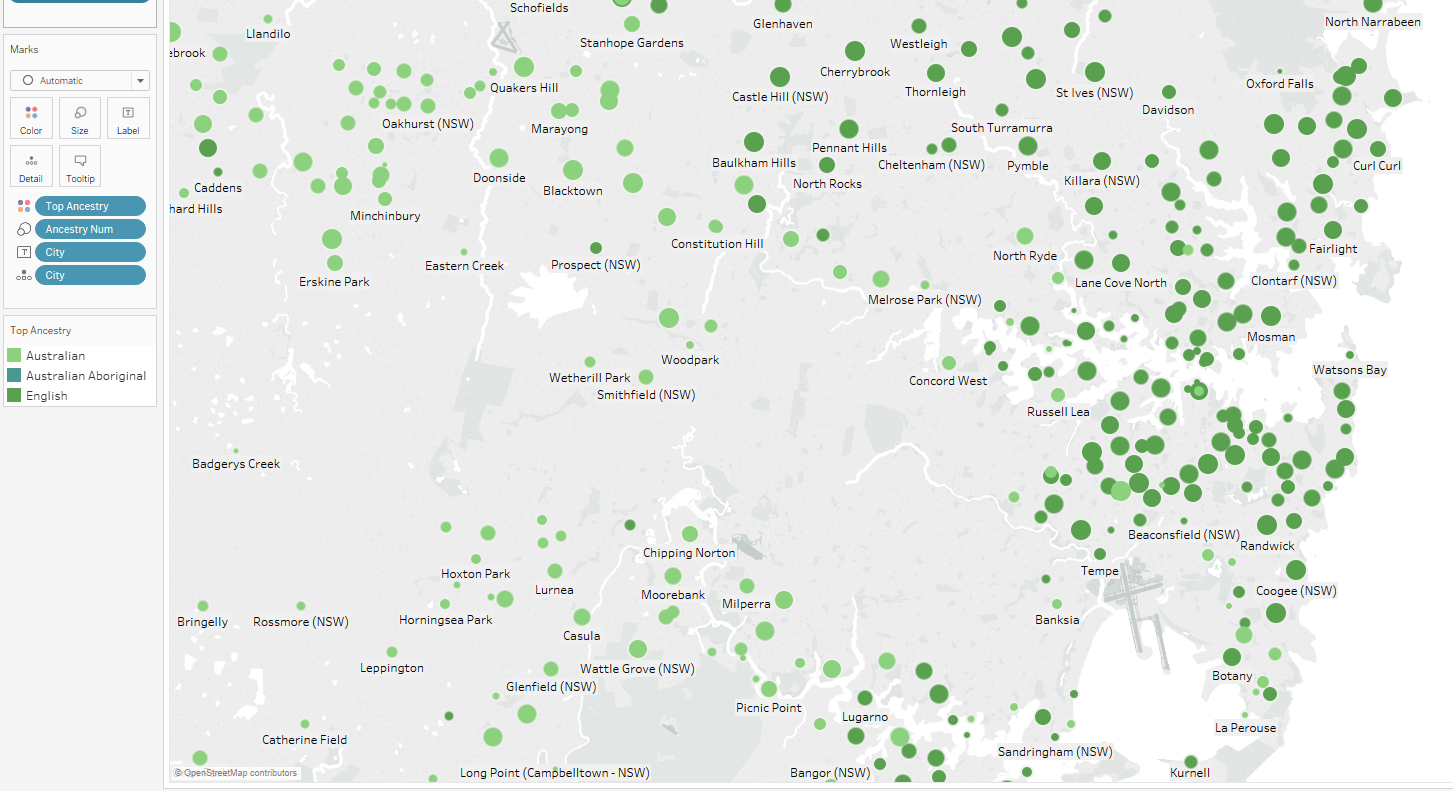 Marks
Automatic
Color
Size
Label
Detail
Tooltip
Top Ancestry
Ancestry Num
City
City
Top Ancestry
Australian
Australian Aboriginal
English
Schofields
Glenhaven
North Narrabeen
Llandilo
Stanhope Gardens
Westleigh
ebrook
Cherrybrook
Quakers Hill
Castle Hill (NSW)
Thornleigh
St Ives (NSW)
Oxford Falls
Davidson
Oakhurst (NSW)
Marayong
South Turramurra
Pennant Hills
Baulkham Hills
Cheltenham (NSW)
Pymble
Curl Curl
Doonside
Blacktown
North Rocks
Killara (NSW)
Caddens
hard Hills
Minchinbury
Constitution Hill
Fairlight
Eastern Creek
Prospect (NSW)
North Ryde
Erskine Park
Lane Cove North
Clontarf (NSW)
Melrose Park (NSW)
Mosman
Woodpark
Watsons Bay
Wetherill Park
Concord West
Smithfield (NSW)
Russell Lea
Badgerys Creek
Beaconsfield (NSW)
Randwick
Chipping Norton
Hoxton Park
Tempe
Lurnea
Moorebank
Milperra
Coogee (NSW)
Bringelly
Rossmore (NSW)
Horningsea Park
Banksia
Casula
Leppington
Wattle Grove (NSW)
Botany
Glenfield (NSW)
Picnic Point
Lugarno
La Perouse
Catherine Field
Sandringham (NSW)
© OpenStreetMap contributors
Long Point (Campbelltown - NSW)
Bangor (NSW)
Kurnell